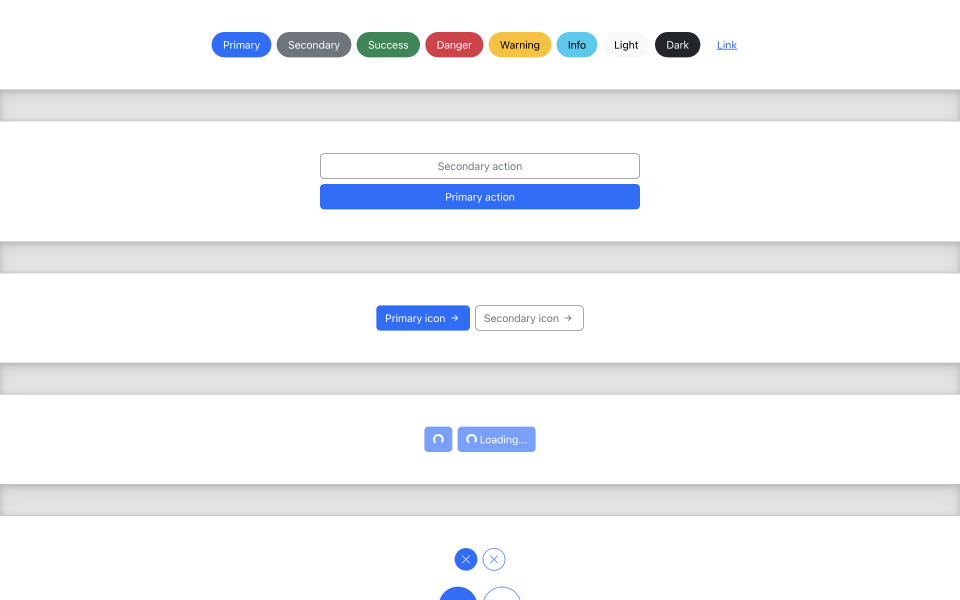 Primary Secondary Success Danger Warning Info Light Dark Link
Secondary action
Primary action
Primary icon → Secondary icon →
Loading...